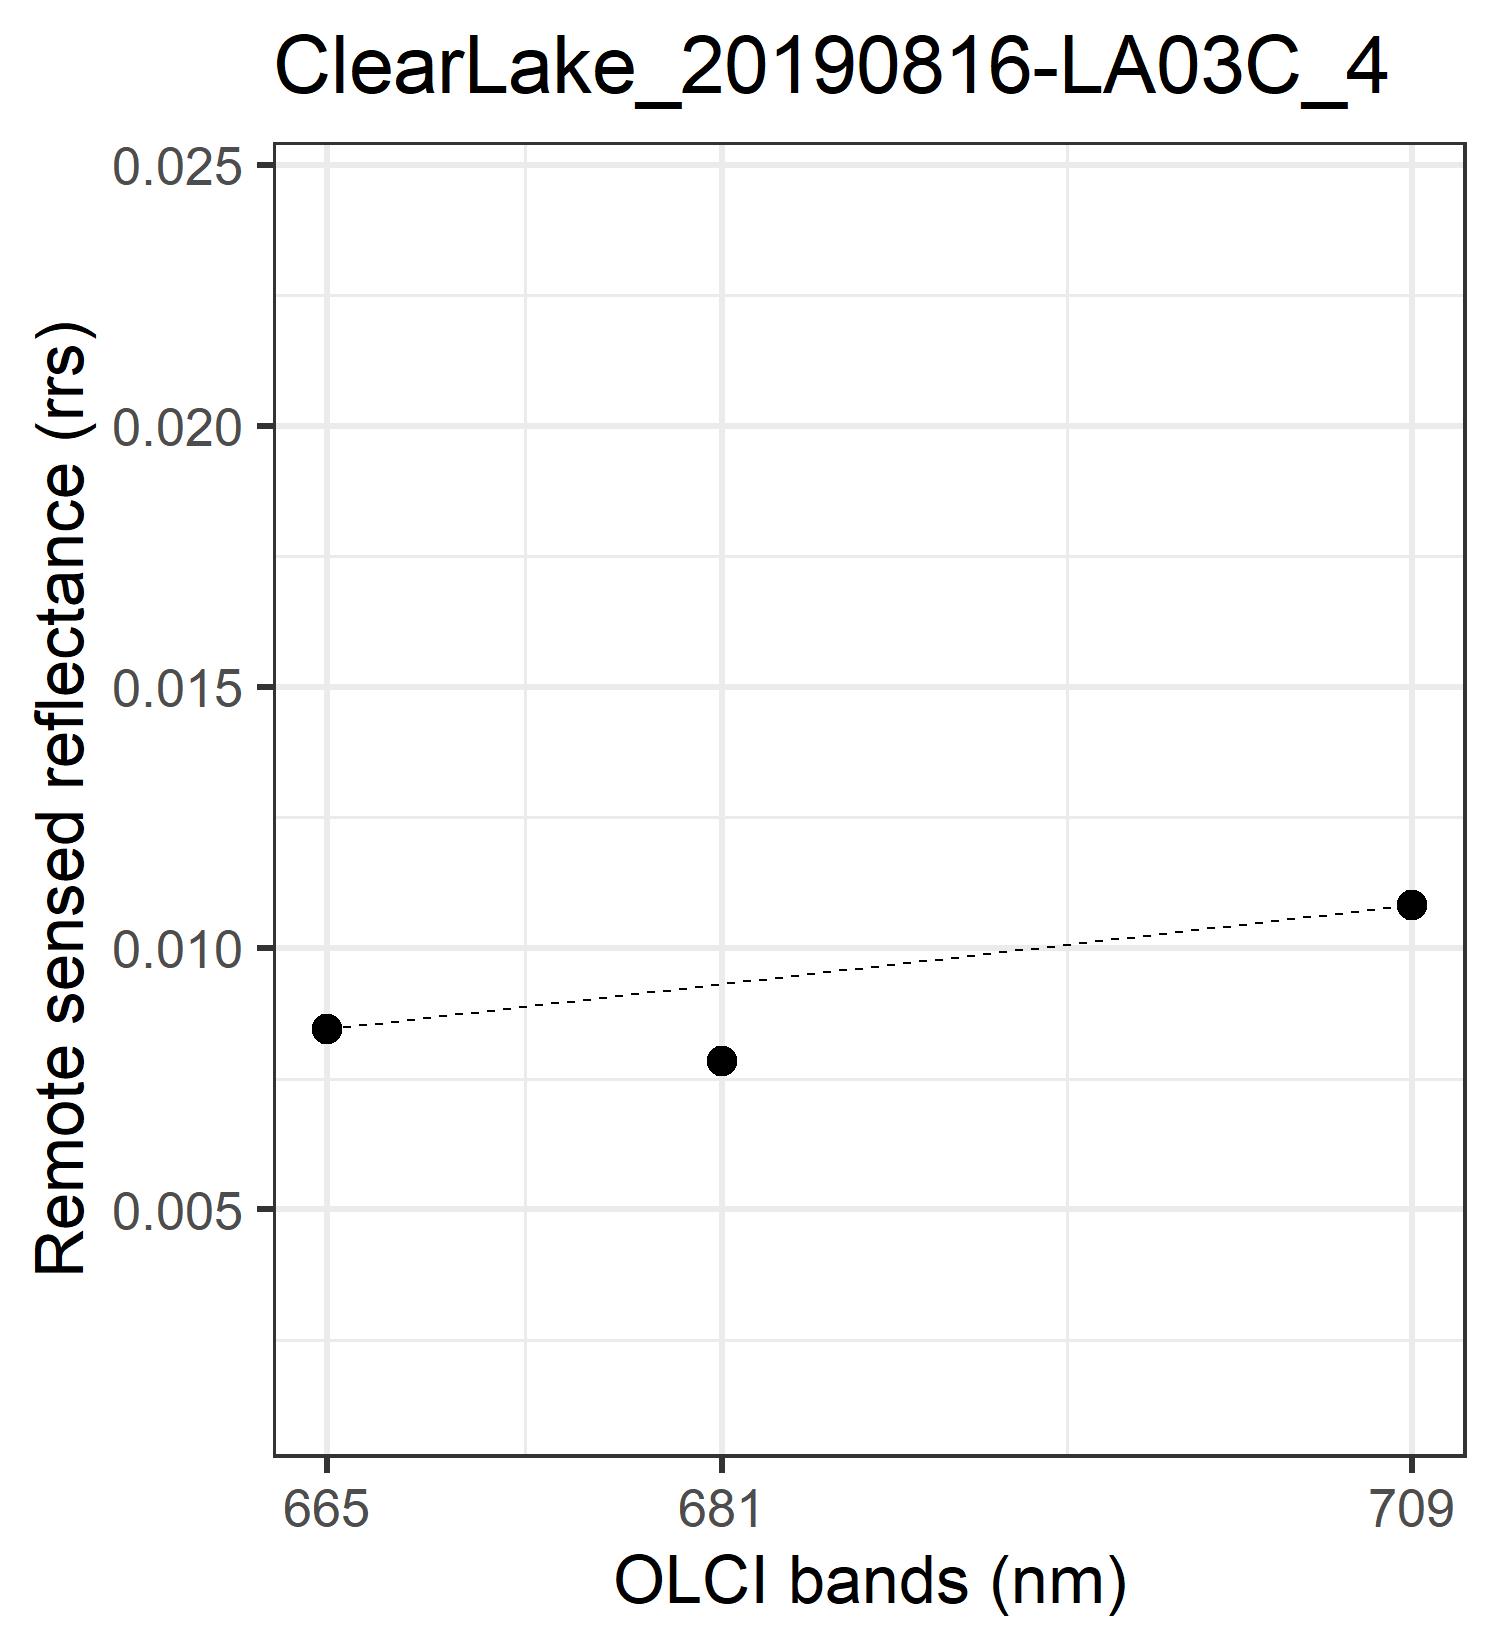 ClearLake_20190816-LA03C_4
Remote sensed reflectance (rrs)
0.025
0.020
0.015
0.010
0.005
665 681 709
OLCI bands (nm)